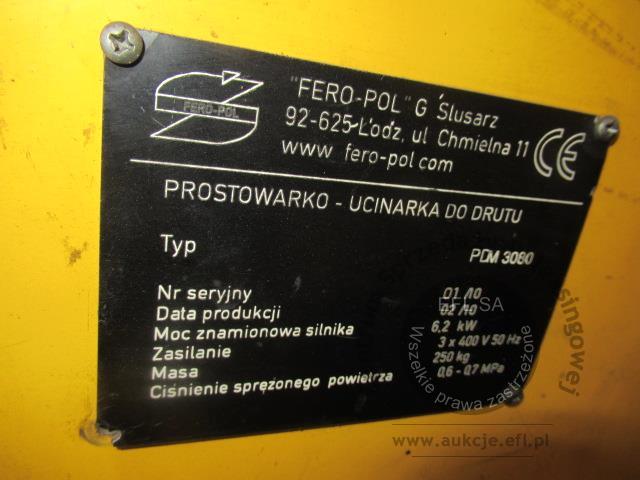 "FERO-POL" G Ślusarz
FERO-POL
92-625-Łódź, ul Chmielna 11
www fero-pol com
CE
PROSTOWARKO - UCINARKA DO DRUTU
Typ PDM 3080
Nr seryjny 01/10
Data produkcji 02/10
Moc znamionowa silnika 6,2 kW
Zasilanie 3 x 400 V 50 Hz
Masa 250 kg
Ciśnienie sprężonego powietrza 0,6 - 0,7 MPa
EFL SA
Wszelkie prawa zastrzeżone
www.aukcje.efl.pl